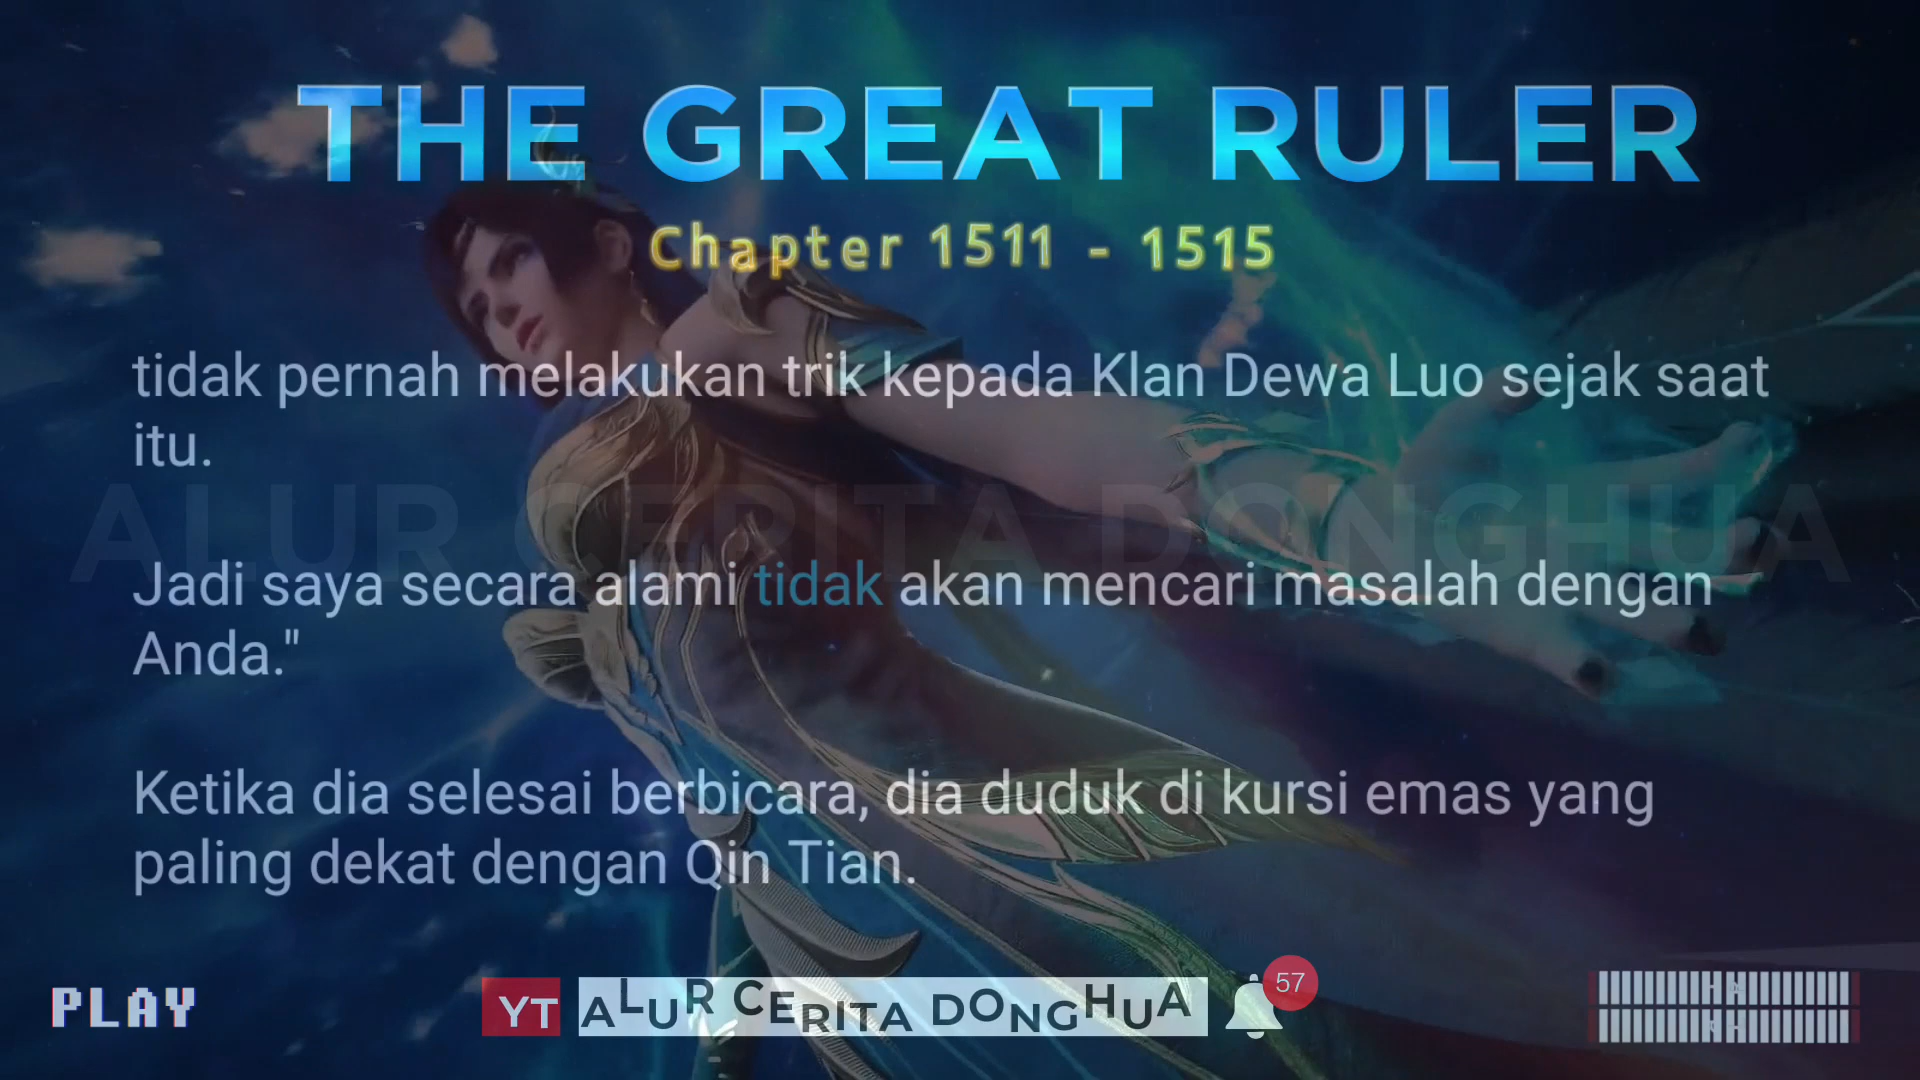 THE GREAT RULER
Chapter 1511 - 1515
tidak pernah melakukan trik kepada Klan Dewa Luo sejak saat
itu.
ALUR CERITA DONGHUA
Jadi saya secara alami tidak akan mencari masalah dengan
Anda."
Ketika dia selesai berbicara, dia duduk di kursi emas yang
paling dekat dengan Qin Tian.
PLAY
YT ALUR CERITA DONGHUA
57